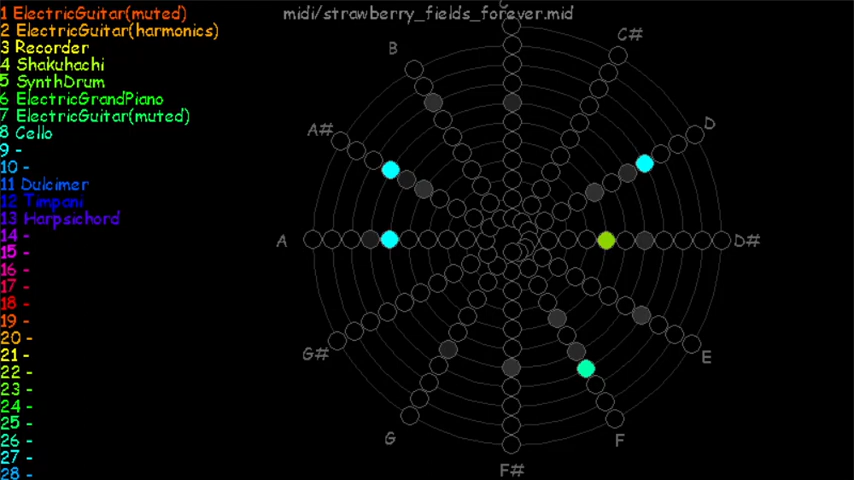 1 ElectricGuitar(muted)
2 ElectricGuitar(harmonics)
3 Recorder
4 Shakuhachi
5 SynthDrum
6 ElectricGrandPiano
7 ElectricGuitar(muted)
8 Cello
9 -
10 -
11 Dulcimer
12 Timpani
13 Harpsichord
14 -
15 -
16 -
17 -
18 -
19 -
20 -
21 -
22 -
23 -
24 -
25 -
26 -
27 -
28 -
midi/strawberry_fields_forever.mid
C
C#
D
D#
E
F
F#
G
G#
A
A#
B